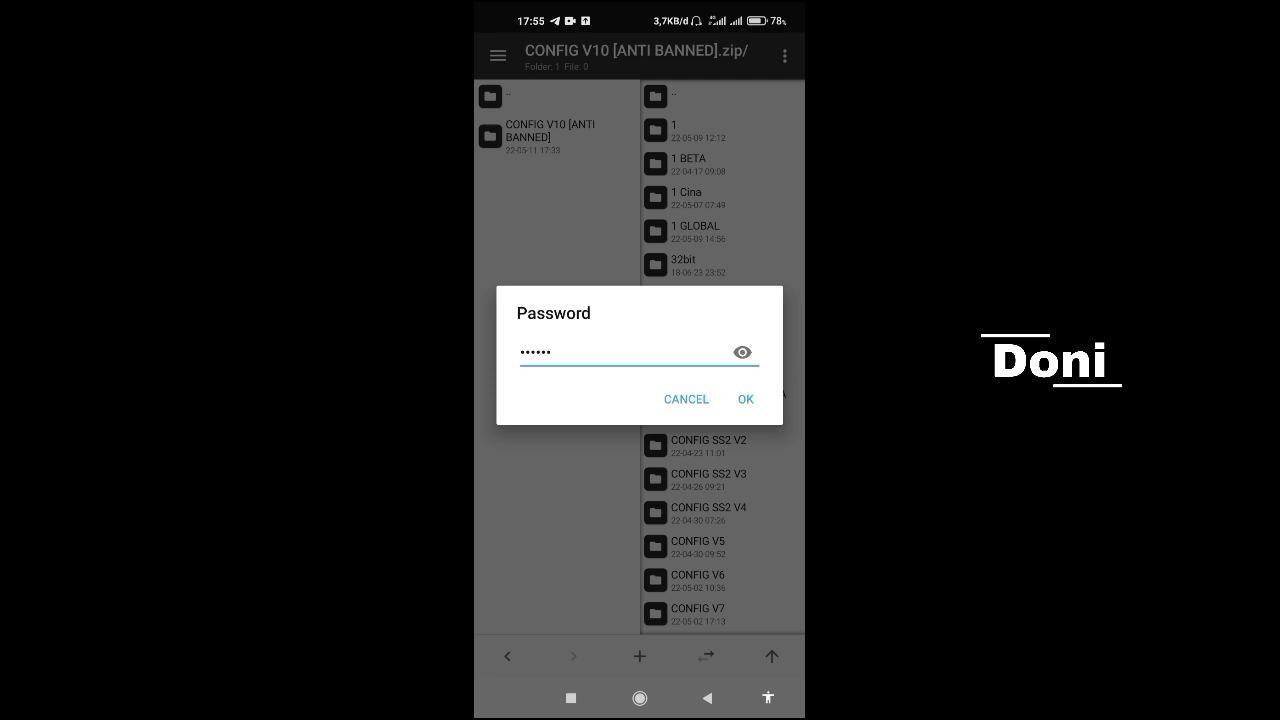 17:55
3,7KB/d
4G
78%
CONFIG V10 [ANTI BANNED].zip/
Folder: 1 File: 0
..
CONFIG V10 [ANTI
BANNED]
22-05-11 17:33
..
1
22-05-09 12:12
1 BETA
22-04-17 09:08
1 Cina
22-05-07 07:49
1 GLOBAL
22-05-09 14:56
32bit
18-06-23 23:52
Password
••••••
CANCEL
OK
CONFIG SS2 V2
22-04-23 11:01
CONFIG SS2 V3
22-04-26 09:21
CONFIG SS2 V4
22-04-30 07:26
CONFIG V5
22-04-30 09:52
CONFIG V6
22-05-02 10:36
CONFIG V7
22-05-02 17:13
Doni